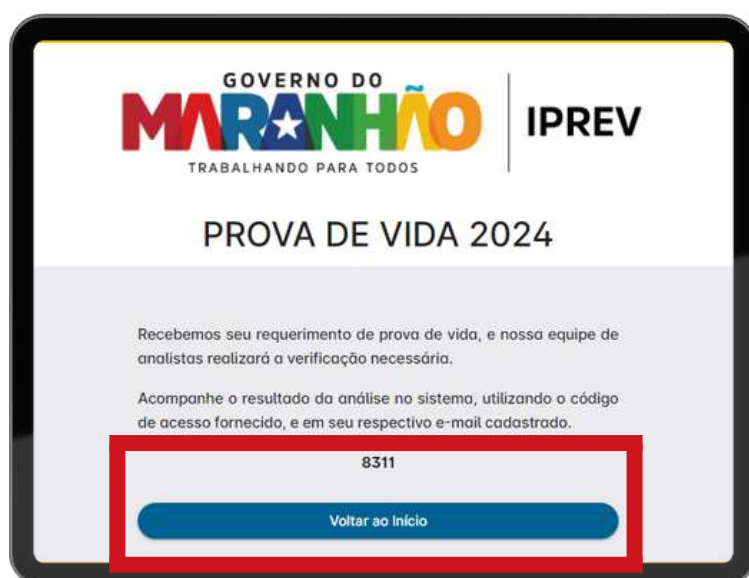 GOVERNO DO
MARANHÃO
TRABALHANDO PARA TODOS
IPREV
PROVA DE VIDA 2024
Recebemos seu requerimento de prova de vida, e nossa equipe de
analistas realizará a verificação necessária.
Acompanhe o resultado da análise no sistema, utilizando o código
de acesso fornecido, e em seu respectivo e-mail cadastrado.
8311
Voltar ao Início